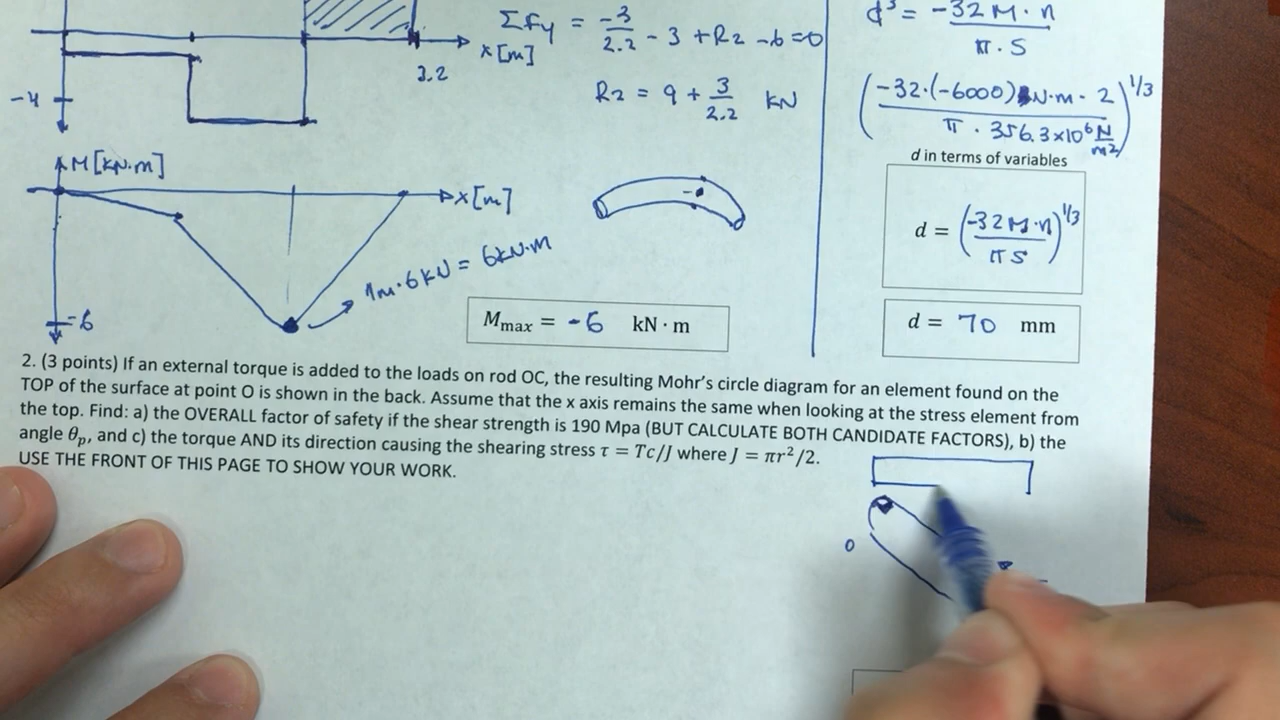 ΣFy = -3/2.2 - 3 + R2 - 6 = 0
x [m]
3.2
R2 = 9 + 3/2.2 kN
-4
d³ = -32 M · n / π · S
(-32·(-6000) N·m · 2 / π · 356.3x10⁶ N/m²)^1/3
d in terms of variables
d = (-32 M·n / π S)^1/3
d = 70 mm
M [kN·m]
x [m]
-
1m·6kN = 6kN·m
-6
Mmax = -6 kN · m
2. (3 points) If an external torque is added to the loads on rod OC, the resulting Mohr's circle diagram for an element found on the
TOP of the surface at point O is shown in the back. Assume that the x axis remains the same when looking at the stress element from
the top. Find: a) the OVERALL factor of safety if the shear strength is 190 Mpa (BUT CALCULATE BOTH CANDIDATE FACTORS), b) the
angle θp, and c) the torque AND its direction causing the shearing stress τ = Tc/J where J = πr²/2.
USE THE FRONT OF THIS PAGE TO SHOW YOUR WORK.
O